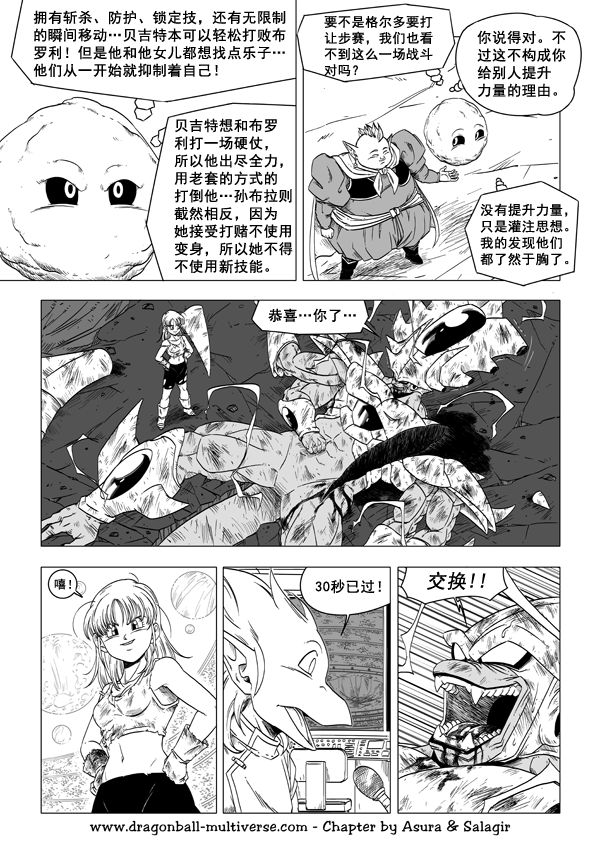 拥有斩杀、防护、锁定技，还有无限制
的瞬间移动…贝吉特本可以轻松打败布
罗利！但是他和他女儿都想找点乐子…
他们从一开始就抑制着自己！
贝吉特想和布罗
利打一场硬仗，
所以他出尽全力，
用老套的方式的
打倒他…孙布拉则
截然相反，因为
她接受打赌不使用
变身，所以她不得
不使用新技能。
要不是格尔多要打
让步赛，我们也看
不到这么一场战斗
对吗？
你说得对。不
过这不构成你
给别人提升
力量的理由。
没有提升力量，
只是灌注思想。
我的发现他们
都了然于胸了。
恭喜…你了…
嘻！
30秒已过！
交换!!
www.dragonball-multiverse.com - Chapter by Asura & Salagir